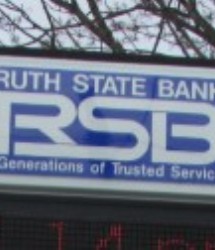 RUTH STATE BANK
RSB
Generations of Trusted Servic